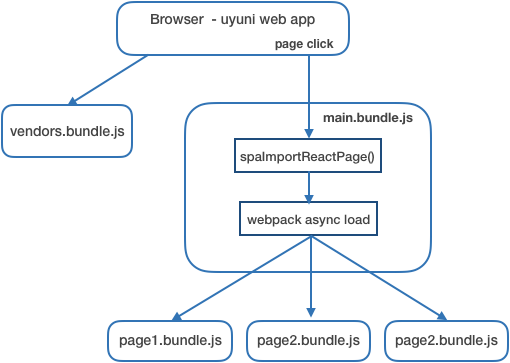 Browser - uyuni web app
page click
vendors.bundle.js
main.bundle.js
spaImportReactPage()
webpack async load
page1.bundle.js
page2.bundle.js
page2.bundle.js